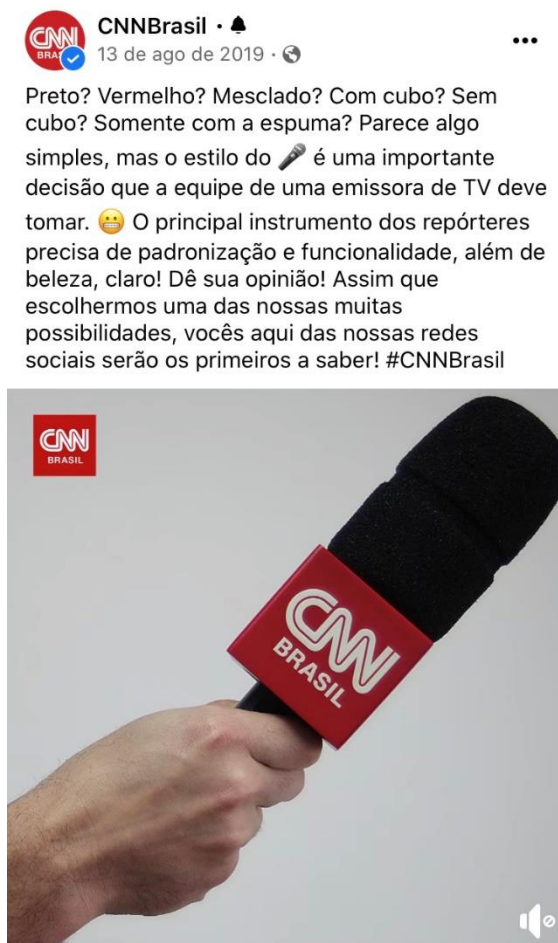 CNN
BRASIL
CNNBrasil ·
13 de ago de 2019 ·
Preto? Vermelho? Mesclado? Com cubo? Sem
cubo? Somente com a espuma? Parece algo
simples, mas o estilo do 🎤 é uma importante
decisão que a equipe de uma emissora de TV deve
tomar. 😬 O principal instrumento dos repórteres
precisa de padronização e funcionalidade, além de
beleza, claro! Dê sua opinião! Assim que
escolhermos uma das nossas muitas
possibilidades, vocês aqui das nossas redes
sociais serão os primeiros a saber! #CNNBrasil
CNN
BRASIL
CNN
BRASIL